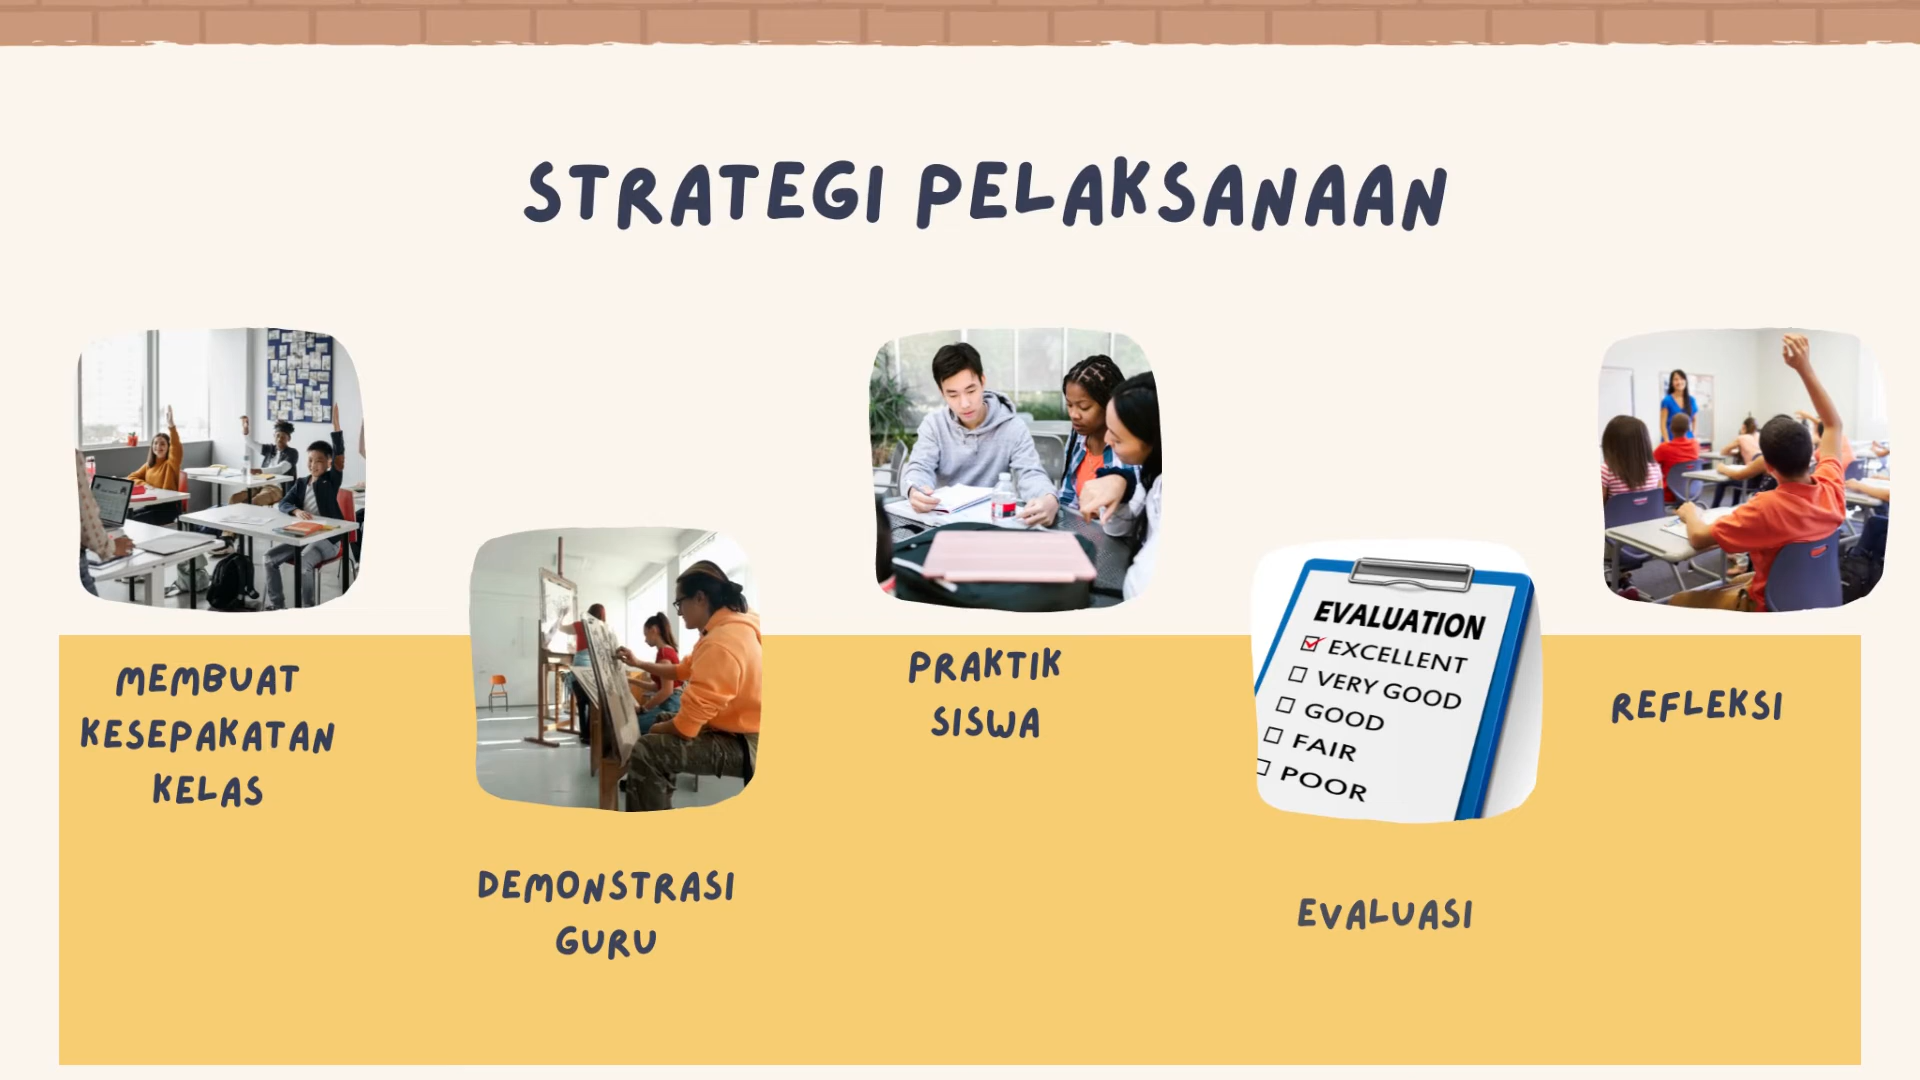 STRATEGI PELAKSANAAN
MEMBUAT
KESEPAKATAN
KELAS
DEMONSTRASI
GURU
PRAKTIK
SISWA
EVALUATION
EXCELLENT
VERY GOOD
GOOD
FAIR
POOR
EVALUASI
REFLEKSI